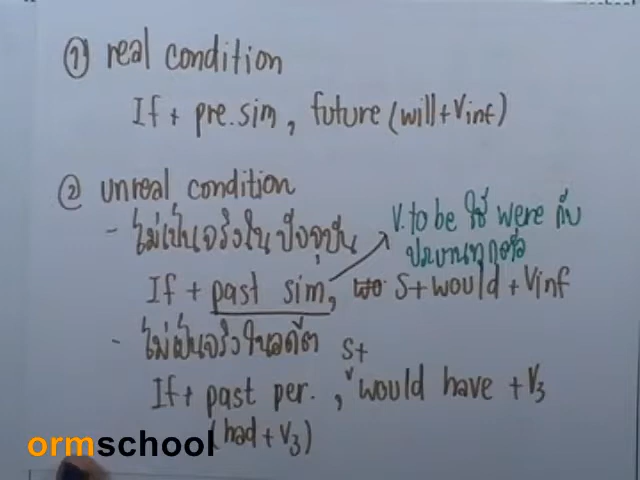 ① real condition
If + pre.sim, future (will + Vinf)
② unreal condition
- ไม่เป็นจริงใน ปัจจุบัน
V. to be ใช้ were กับ
ประธานทุกตัว
If + past sim, S + would + Vinf
- ไม่เป็นจริงในอดีต
S+
If + past per. , would have + V3
(had + V3)
ormschool